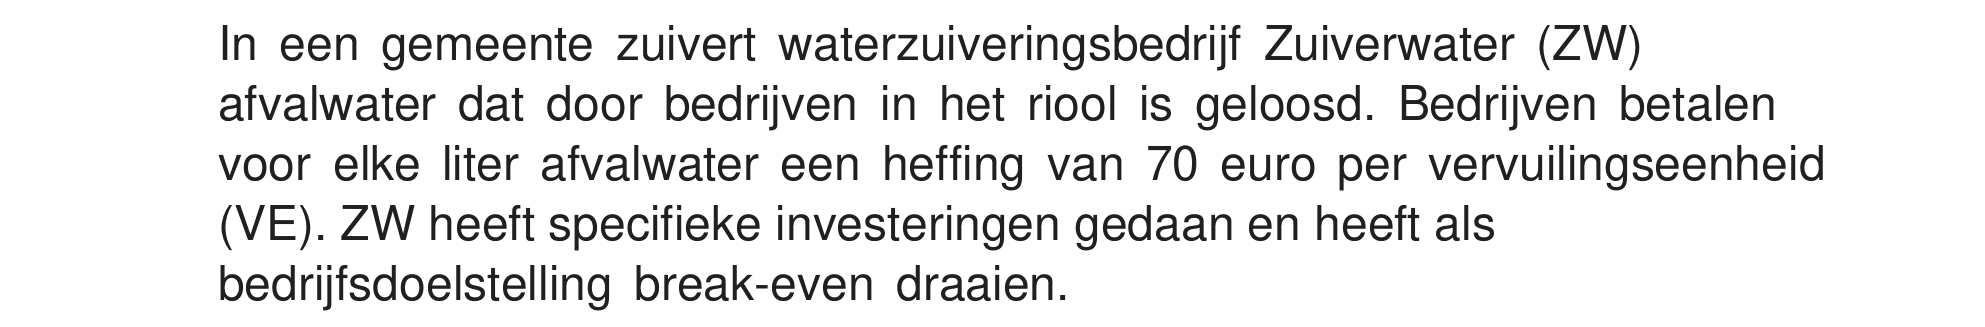 In een gemeente zuivert waterzuiveringsbedrijf Zuiverwater (ZW)
afvalwater dat door bedrijven in het riool is geloosd. Bedrijven betalen
voor elke liter afvalwater een heffing van 70 euro per vervuilingseenheid
(VE). ZW heeft specifieke investeringen gedaan en heeft als
bedrijfsdoelstelling break-even draaien.